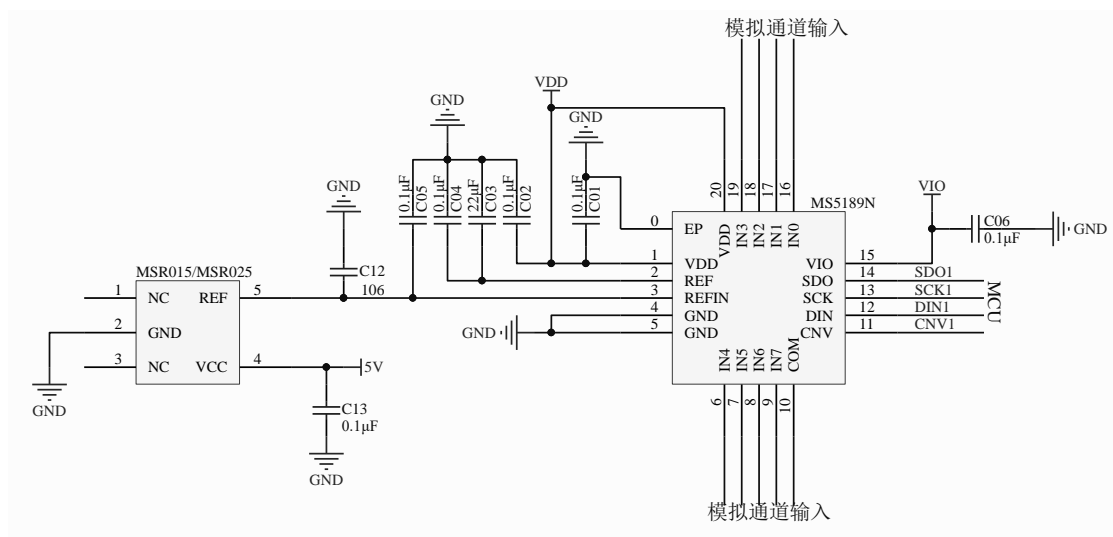 模拟通道输入
VDD
GND
GND
GND
0.1μF
C05
0.1μF
C04
22μF
C03
0.1μF
C02
0.1μF
C01
20
19
18
17
16
MS5189N
VIO
C06
0.1μF
GND
0
EP
VDD
IN3
IN2
IN1
IN0
1
VDD
VIO
15
2
REF
SDO
14
SDO1
3
REFIN
SCK
13
SCK1
4
GND
DIN
12
DIN1
5
GND
CNV
11
CNV1
MCU
GND
IN4
IN5
IN6
IN7
COM
6
7
8
9
10
模拟通道输入
MSR015/MSR025
C12
106
1
NC
REF
5
2
GND
3
NC
VCC
4
5V
GND
C13
0.1μF
GND